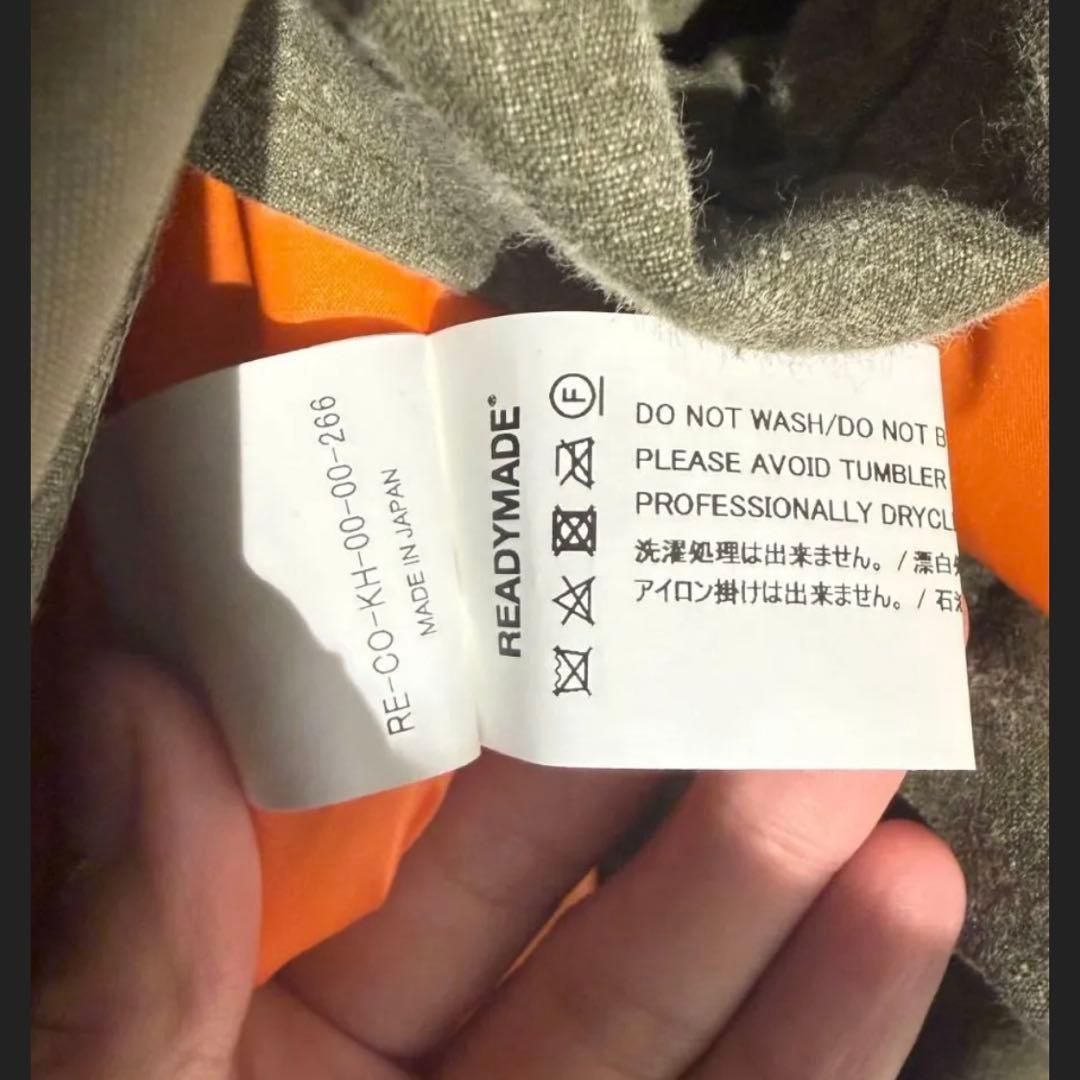 RE-CO-KH-00-00-266
MADE IN JAPAN
READYMADE®
F
DO NOT WASH/DO NOT B
PLEASE AVOID TUMBLER
PROFESSIONALLY DRYCL
洗濯処理は出来ません。/ 漂白
アイロン掛けは出来ません。/ 石